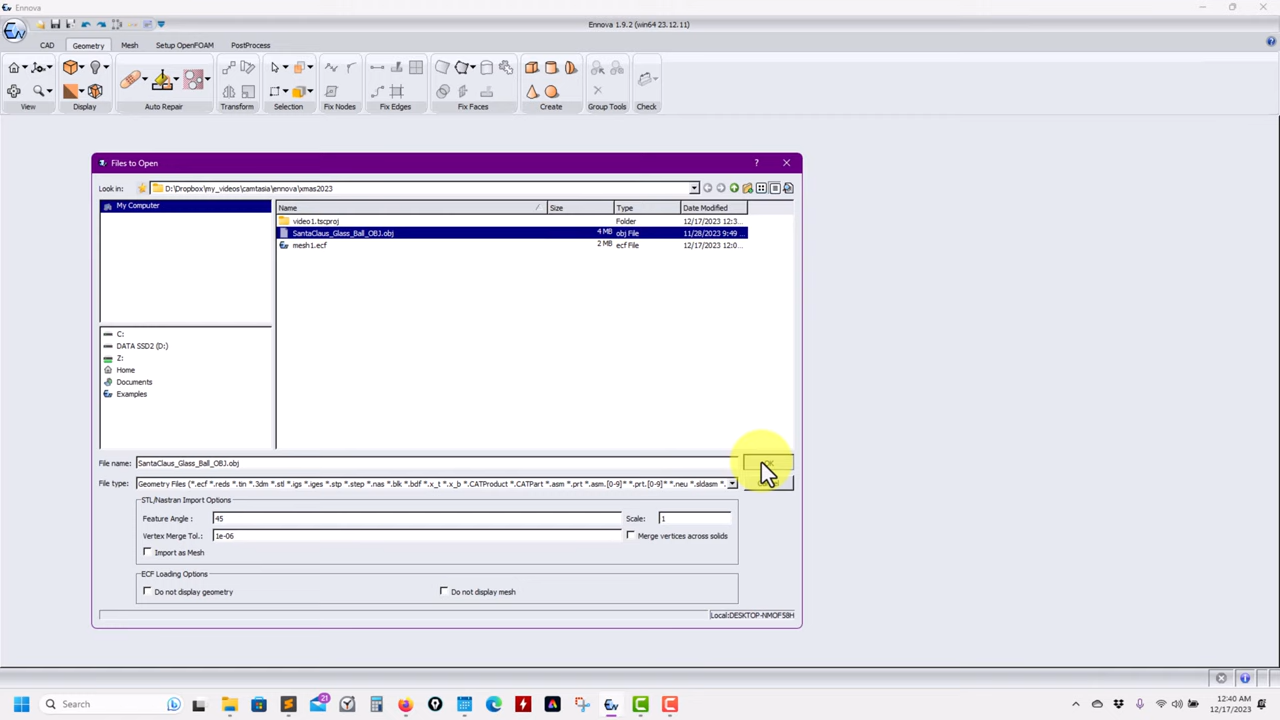 Ennova
Ennova 1.9.2 (win64 23.12.11)
CAD Geometry Mesh Setup OpenFOAM PostProcess
View Display Auto Repair Transform Selection Fix Nodes Fix Edges Fix Faces Create Group Tools Check
Files to Open
Look in: D:\Dropbox\my_videos\camtasia\ennova\xmas2023
My Computer
Name Size Type Date Modified
video1.tscproj Folder 12/17/2023 12:3...
SantaClaus_Glass_Ball_OBJ.obj 4 MB obj File 11/28/2023 9:49 ...
mesh1.ecf 2 MB ecf File 12/17/2023 12:0...
C:
DATA SSD2 (D:)
Z:
Home
Documents
Examples
File name: SantaClaus_Glass_Ball_OBJ.obj
File type: Geometry Files (*.ecf *.reds *.tin *.3dm *.stl *.igs *.iges *.stp *.step *.nas *.blk *.bdf *.x_t *.x_b *.CATProduct *.CATPart *.asm *.prt *.asm.[0-9]* *.prt.[0-9]* *.neu *.sldasm *.
STL/Nastran Import Options
Feature Angle : 45 Scale: 1
Vertex Merge Tol.: 1e-06 Merge vertices across solids
Import as Mesh
ECF Loading Options
Do not display geometry Do not display mesh
Local:DESKTOP-NMOF58H
Search
21
12:40 AM
12/17/2023